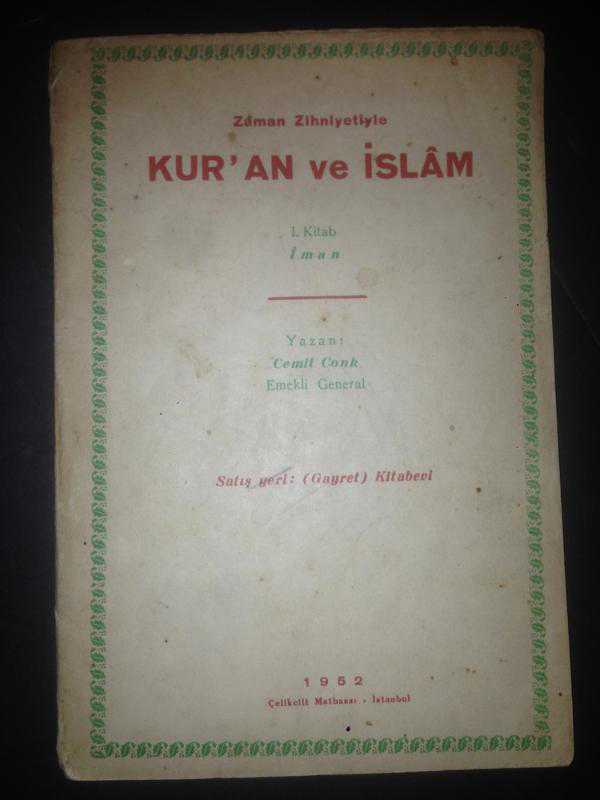 Zaman Zihniyetiyle
KUR'AN ve İSLÂM
I. Kitab
İman
Yazan:
Cemil Conk
Emekli General
Satış yeri: (Gayret) Kitabevi
1952
Çelikcilt Matbaası - İstanbul